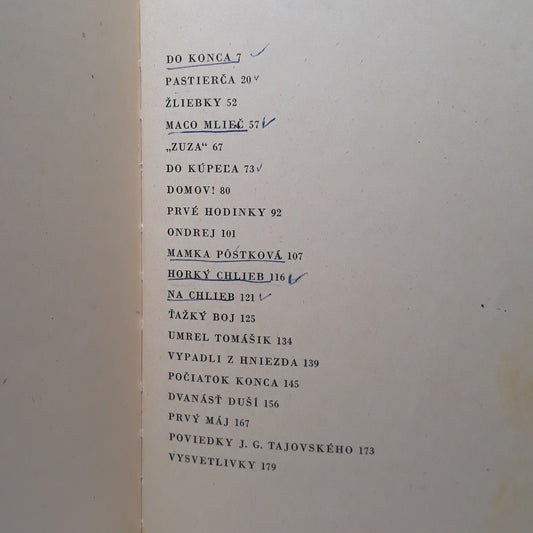 DO KONCA 7
PASTIERČA 20
ŽLIEBKY 52
MACO MLIEČ 57
„ZUZA“ 67
DO KÚPEĽA 73
DOMOV! 80
PRVÉ HODINKY 92
ONDREJ 101
MAMKA PÔSTKOVÁ 107
HORKÝ CHLIEB 116
NA CHLIEB 121
ŤAŽKÝ BOJ 125
UMREL TOMÁŠIK 134
VYPADLI Z HNIEZDA 139
POČIATOK KONCA 145
DVANÁSŤ DUŠÍ 156
PRVÝ MÁJ 167
POVIEDKY J. G. TAJOVSKÉHO 173
VYSVETLIVKY 179